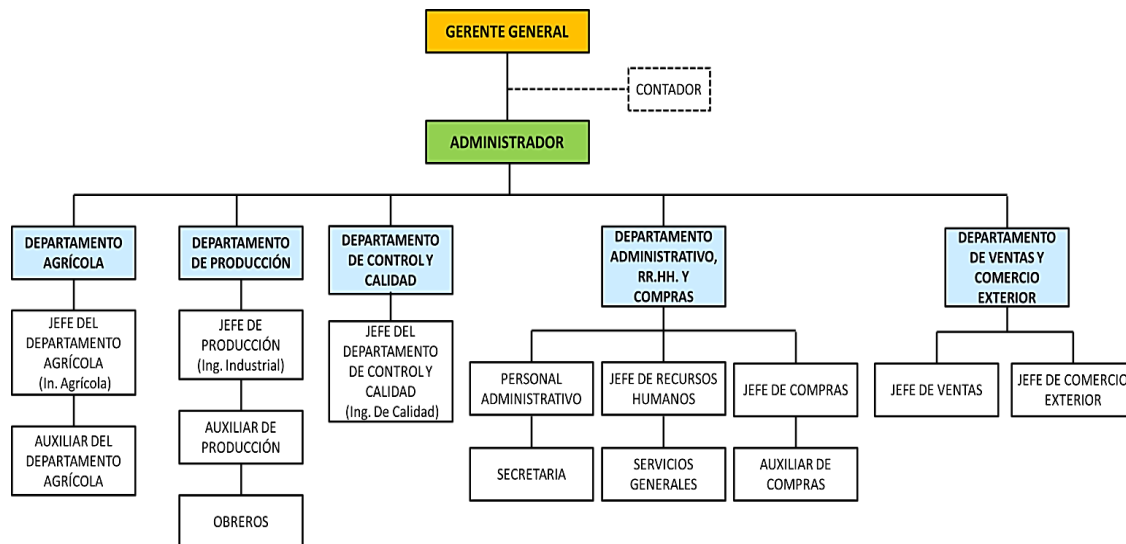 GERENTE GENERAL
CONTADOR
ADMINISTRADOR
DEPARTAMENTO
AGRÍCOLA
DEPARTAMENTO
DE PRODUCCIÓN
DEPARTAMENTO
DE CONTROL Y
CALIDAD
DEPARTAMENTO
ADMINISTRATIVO,
RR.HH. Y
COMPRAS
DEPARTAMENTO
DE VENTAS Y
COMERCIO
EXTERIOR
JEFE DEL
DEPARTAMENTO
AGRÍCOLA
(In. Agrícola)
JEFE DE
PRODUCCIÓN
(Ing. Industrial)
JEFE DEL
DEPARTAMENTO
DE CONTROL Y
CALIDAD
(Ing. De Calidad)
PERSONAL
ADMINISTRATIVO
JEFE DE RECURSOS
HUMANOS
JEFE DE COMPRAS
JEFE DE VENTAS
JEFE DE COMERCIO
EXTERIOR
AUXILIAR DEL
DEPARTAMENTO
AGRÍCOLA
AUXILIAR DE
PRODUCCIÓN
SECRETARIA
SERVICIOS
GENERALES
AUXILIAR DE
COMPRAS
OBREROS